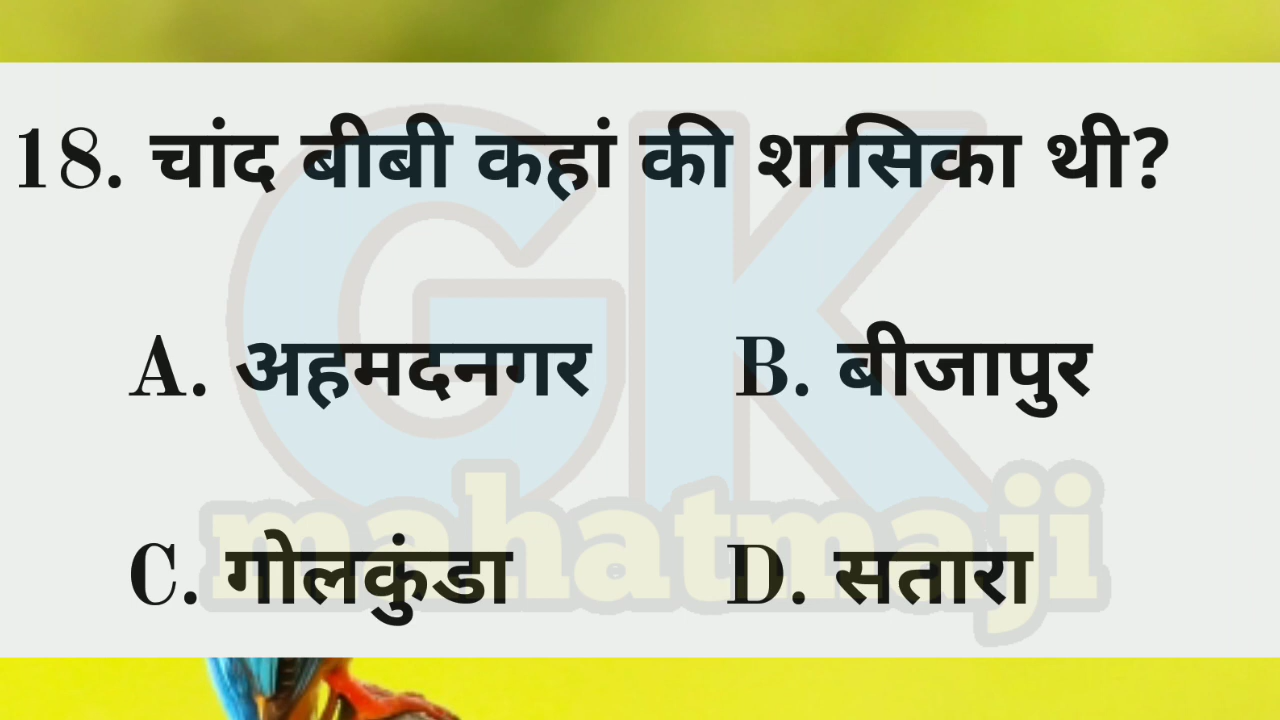 18. चांद बीबी कहां की शासिका थी?
A. अहमदनगर B. बीजापुर
C. गोलकुंडा D. सतारा
GK
mahatmaji